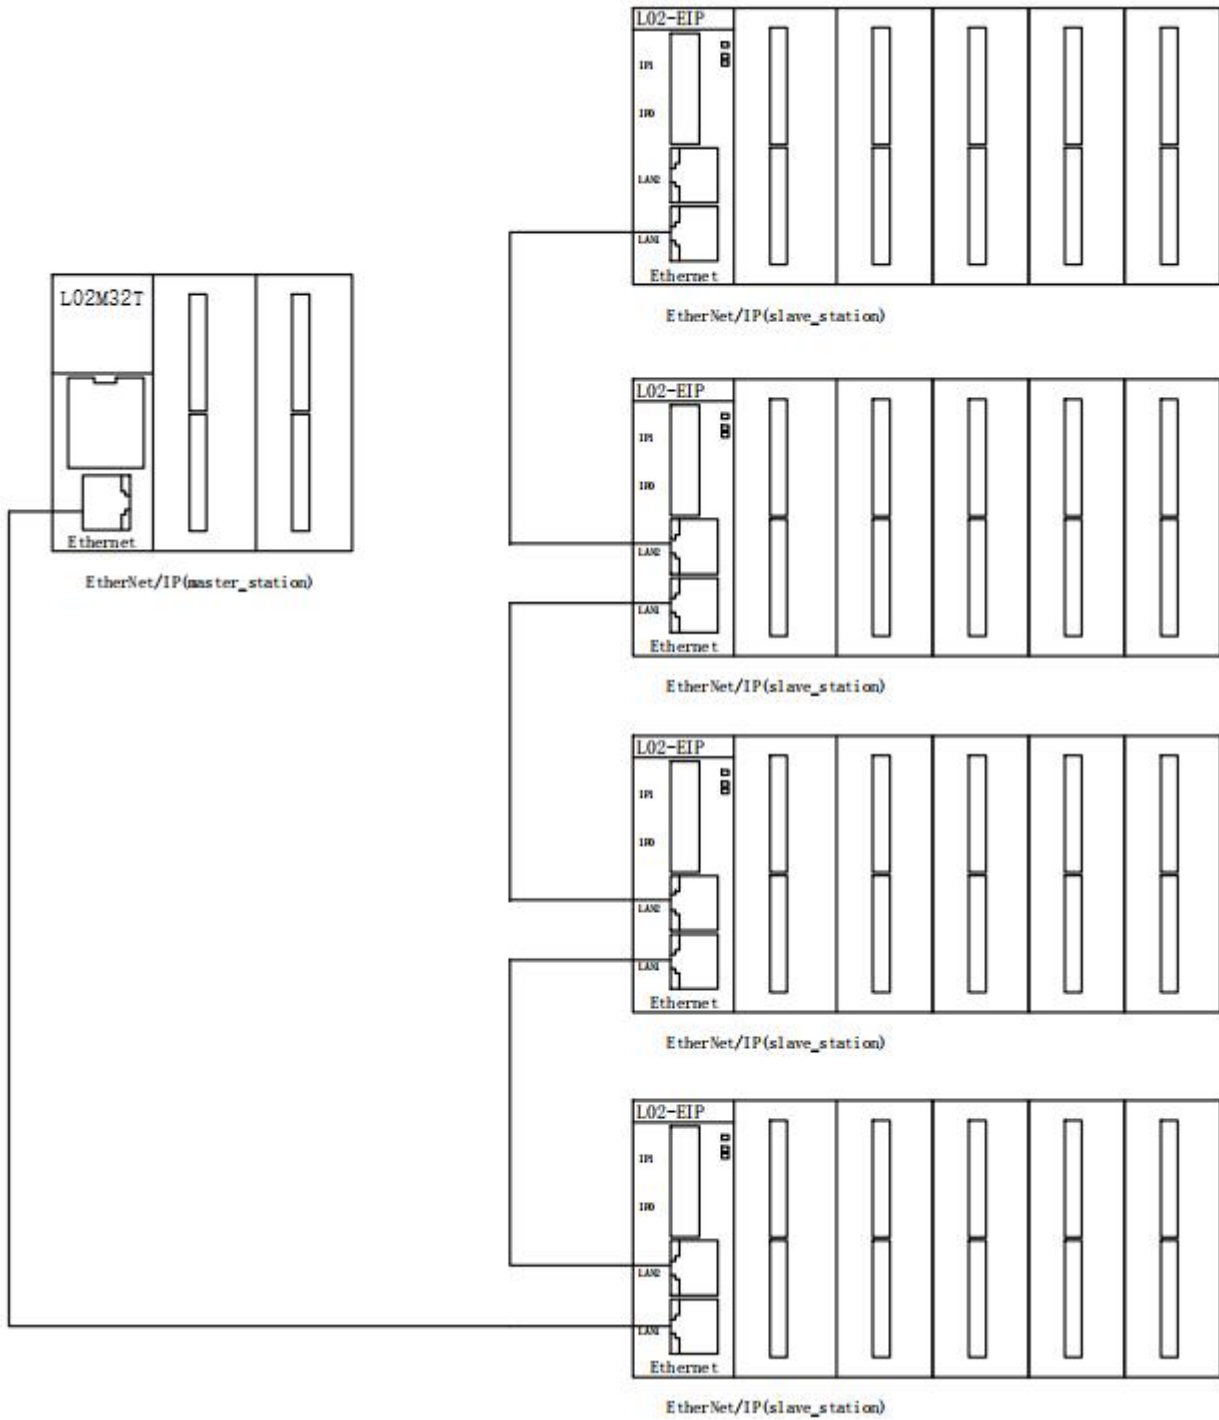 L02-EIP
IP1
IP0
LAN2
LAN1
Ethernet
EtherNet/IP(slave_station)
L02M32T
Ethernet
EtherNet/IP(master_station)
L02-EIP
IP1
IP0
LAN2
LAN1
Ethernet
EtherNet/IP(slave_station)
L02-EIP
IP1
IP0
LAN2
LAN1
Ethernet
EtherNet/IP(slave_station)
L02-EIP
IP1
IP0
LAN2
LAN1
Ethernet
EtherNet/IP(slave_station)